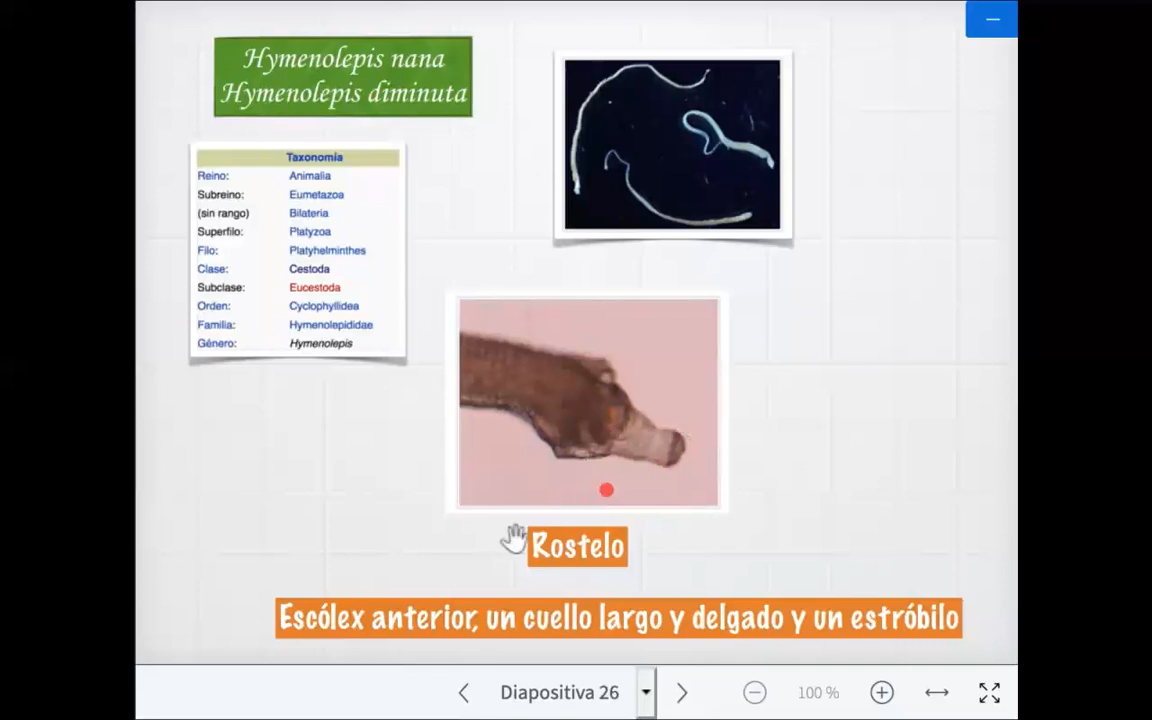 Hymenolepis nana
Hymenolepis diminuta
Taxonomía
Reino: Animalia
Subreino: Eumetazoa
(sin rango) Bilateria
Superfilo: Platyzoa
Filo: Platyhelminthes
Clase: Cestoda
Subclase: Eucestoda
Orden: Cyclophyllidea
Familia: Hymenolepididae
Género: Hymenolepis
Rostelo
Escólex anterior, un cuello largo y delgado y un estróbilo
Diapositiva 26
100 %